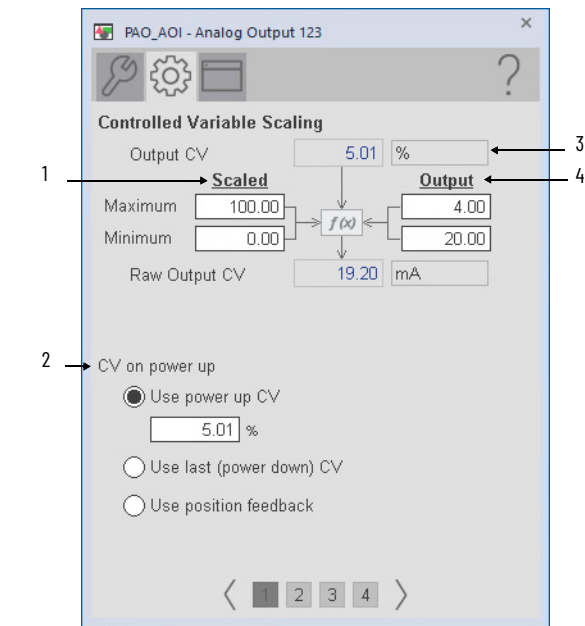 PAO_AOI - Analog Output 123 ×
?
Controlled Variable Scaling
Output CV 5.01 % 3
1 Scaled Output 4
Maximum 100.00 4.00
f(x)
Minimum 0.00 20.00
Raw Output CV 19.20 mA
2 CV on power up
Use power up CV
5.01 %
Use last (power down) CV
Use position feedback
1 2 3 4